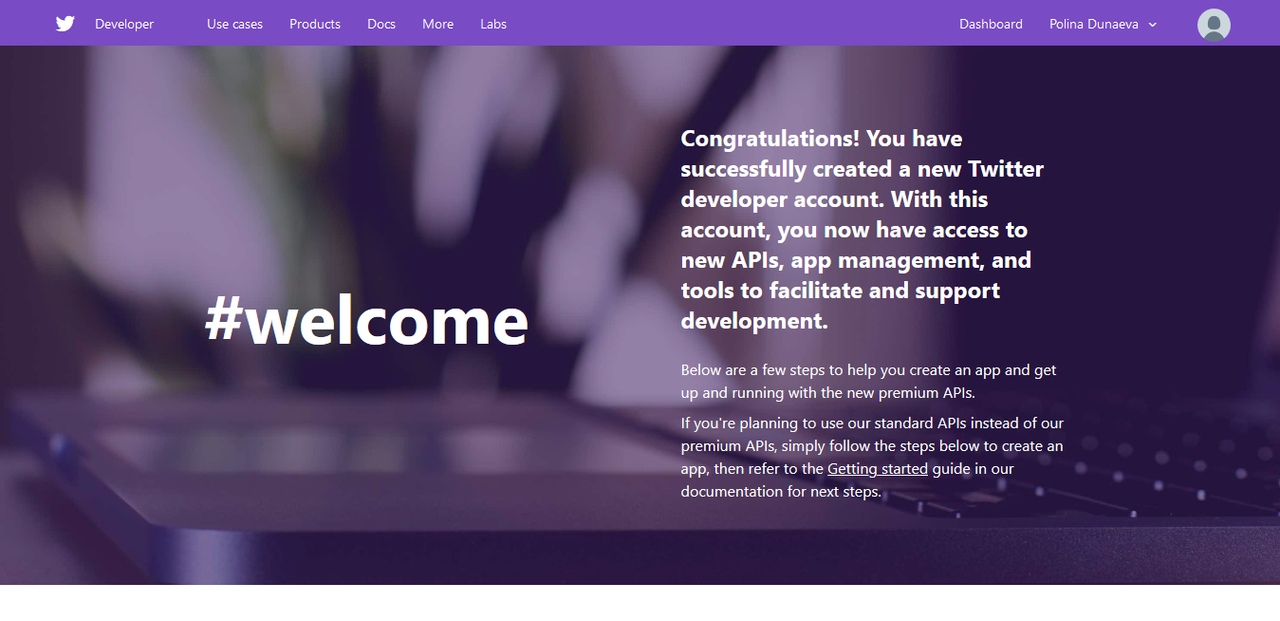 Developer Use cases Products Docs More Labs Dashboard Polina Dunaeva
#welcome
Congratulations! You have
successfully created a new Twitter
developer account. With this
account, you now have access to
new APIs, app management, and
tools to facilitate and support
development.
Below are a few steps to help you create an app and get
up and running with the new premium APIs.
If you're planning to use our standard APIs instead of our
premium APIs, simply follow the steps below to create an
app, then refer to the Getting started guide in our
documentation for next steps.